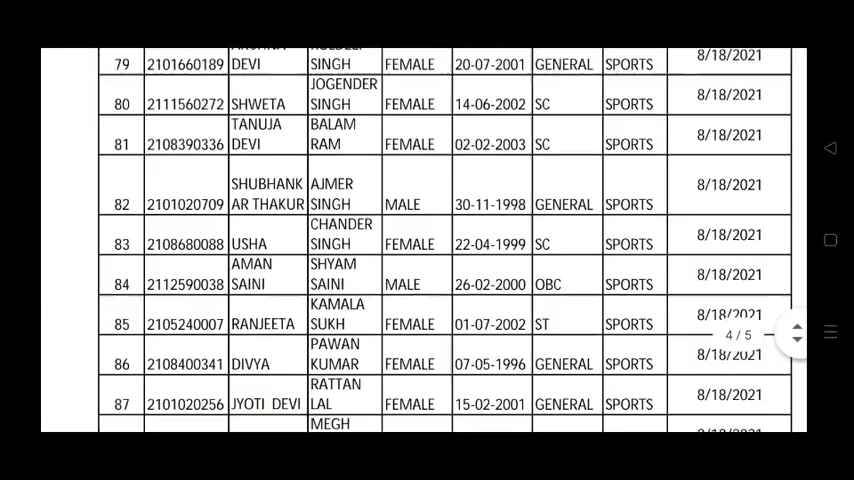 79 2101660189 DEVI SINGH FEMALE 20-07-2001 GENERAL SPORTS 8/18/2021
80 2111560272 SHWETA JOGENDER SINGH FEMALE 14-06-2002 SC SPORTS 8/18/2021
81 2108390336 TANUJA DEVI BALAM RAM FEMALE 02-02-2003 SC SPORTS 8/18/2021
82 2101020709 SHUBHANK AR THAKUR AJMER SINGH MALE 30-11-1998 GENERAL SPORTS 8/18/2021
83 2108680088 USHA CHANDER SINGH FEMALE 22-04-1999 SC SPORTS 8/18/2021
84 2112590038 AMAN SAINI SHYAM SAINI MALE 26-02-2000 OBC SPORTS 8/18/2021
85 2105240007 RANJEETA KAMALA SUKH FEMALE 01-07-2002 ST SPORTS 8/18/2021
4 / 5
86 2108400341 DIVYA PAWAN KUMAR FEMALE 07-05-1996 GENERAL SPORTS 8/18/2021
87 2101020256 JYOTI DEVI RATTAN LAL FEMALE 15-02-2001 GENERAL SPORTS 8/18/2021
MEGH